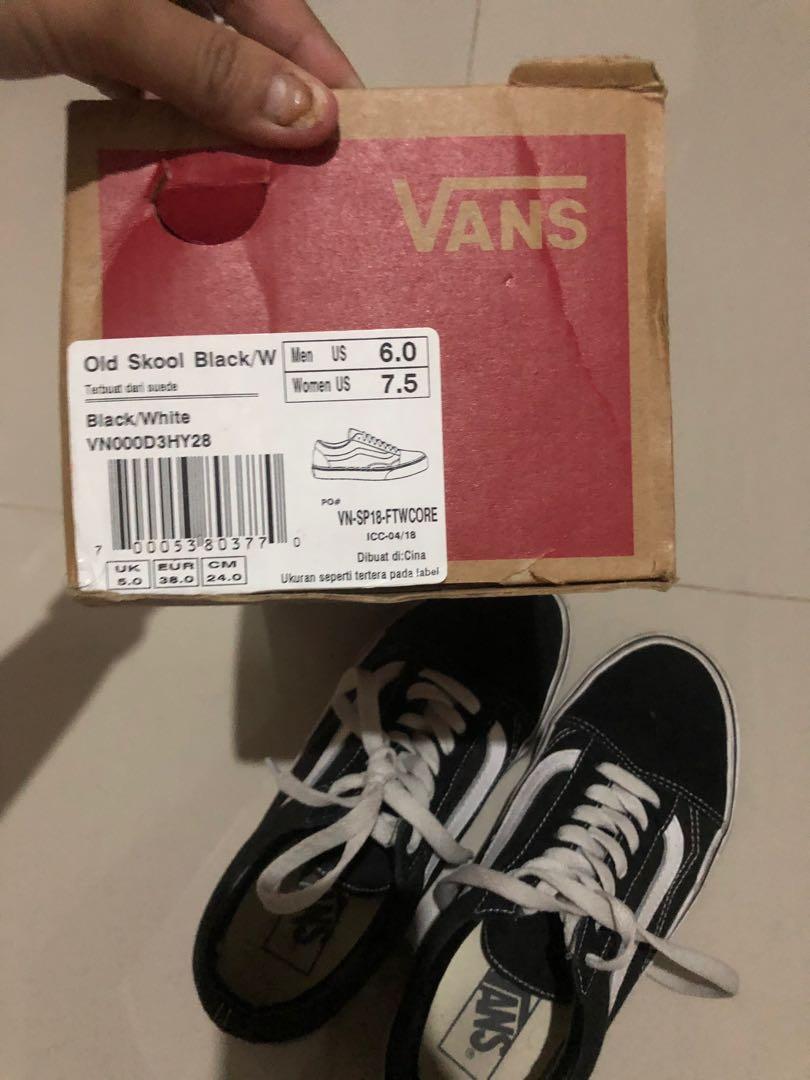 VANS
Old Skool Black/W
Terbuat dari suede
Men US 6.0
Women US 7.5
Black/White
VN000D3HY28
PO#
VN-SP18-FTWCORE
ICC-04/18
7 00053 80377 0
Dibuat di:Cina
UK 5.0
EUR 38.0
CM 24.0
Ukuran seperti tertera pada label
VANS
VANS